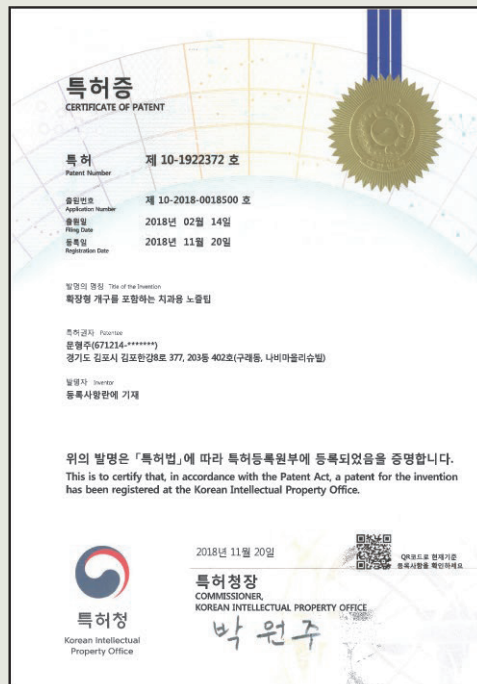 특허증
CERTIFICATE OF PATENT
특허 제 10-1922372 호
Patent Number
출원번호 제 10-2018-0018500 호
Application Number
출원일 2018년 02월 14일
Filing Date
등록일 2018년 11월 20일
Registration Date
발명의 명칭 Title of the Invention
확장형 개구를 포함하는 치과용 노즐팁
특허권자 Patentee
문형주(671214-*******)
경기도 김포시 김포한강8로 377, 203동 402호(구래동, 나비마을리슈빌)
발명자 Inventor
등록사항란에 기재
위의 발명은 「특허법」에 따라 특허등록원부에 등록되었음을 증명합니다.
This is to certify that, in accordance with the Patent Act, a patent for the invention
has been registered at the Korean Intellectual Property Office.
2018년 11월 20일
QR코드로 현재기준
등록사항을 확인하세요
특허청장
COMMISSIONER,
KOREAN INTELLECTUAL PROPERTY OFFICE
박원주
특허청
Korean Intellectual
Property Office